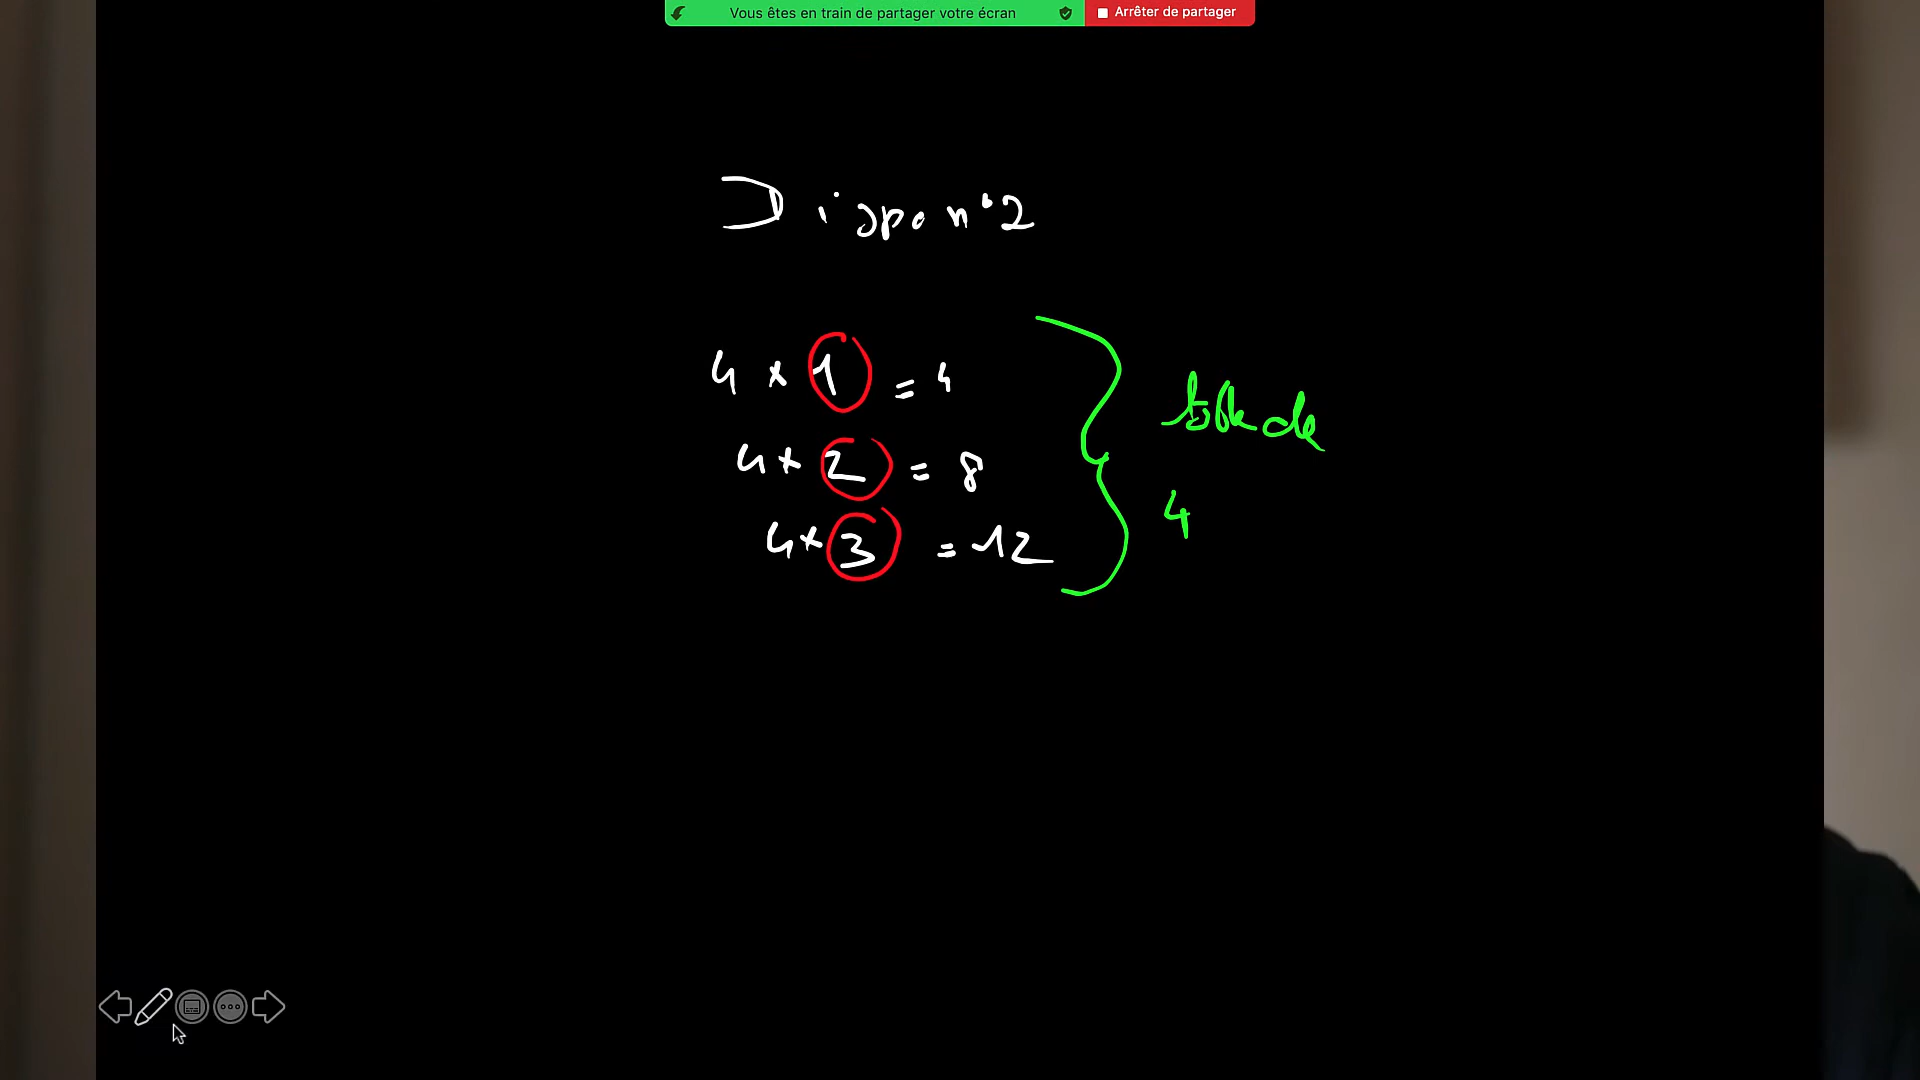 Vous êtes en train de partager votre écran
Arrêter de partager
Diapo n°2
4 × 1 = 4
4 × 2 = 8
4 × 3 = 12
table de
4